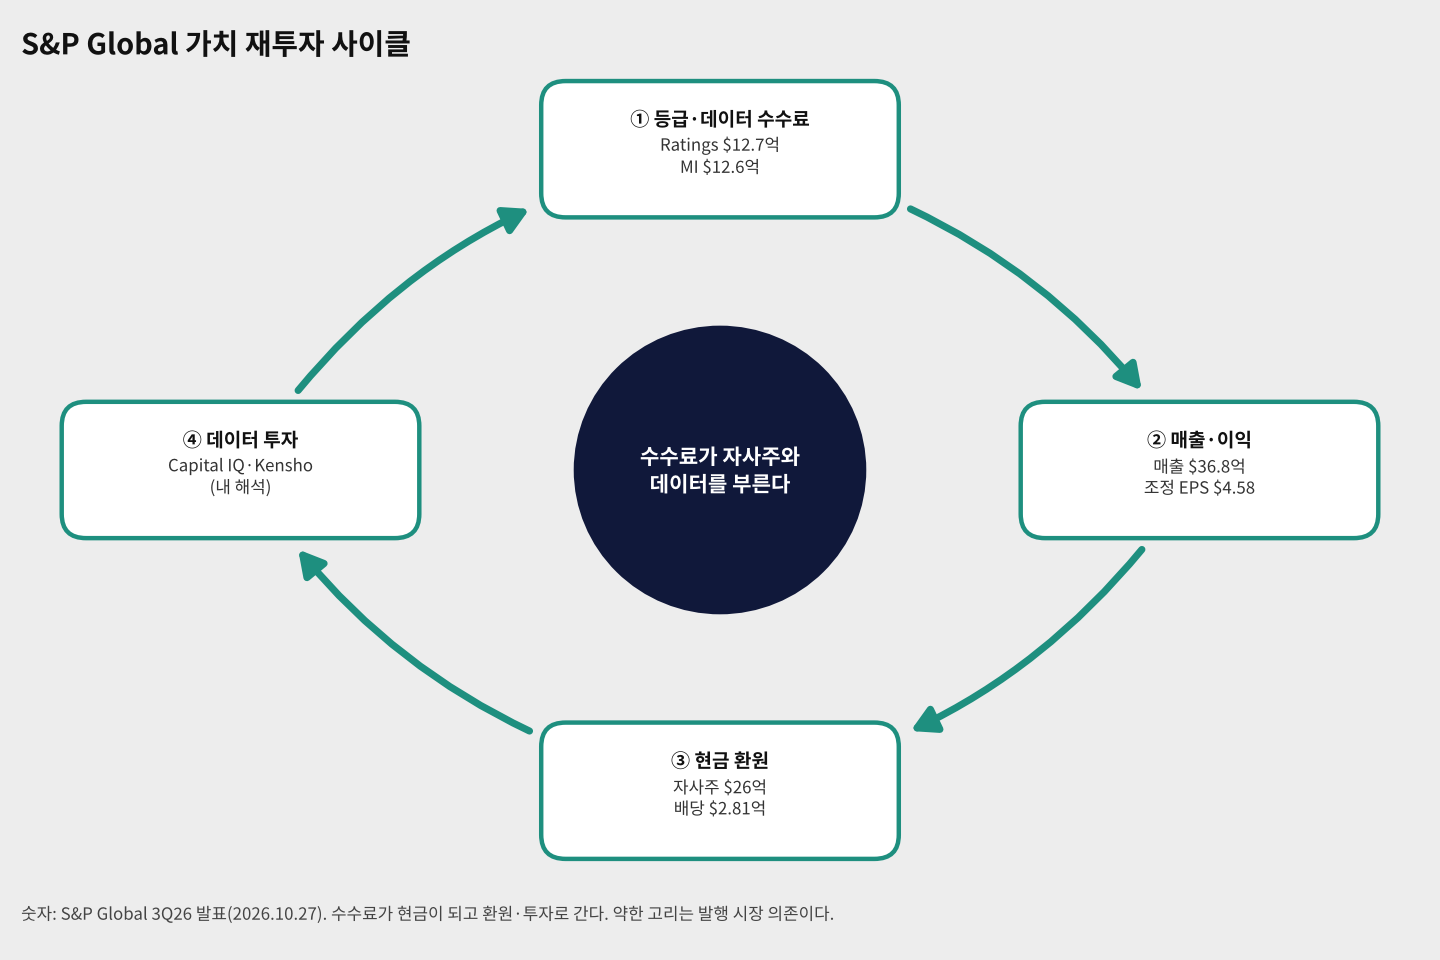 S&P Global 가치 재투자 사이클
① 등급·데이터 수수료
Ratings $12.7억
MI $12.6억
② 매출·이익
매출 $36.8억
조정 EPS $4.58
수수료가 자사주와
데이터를 부른다
④ 데이터 투자
Capital IQ·Kensho
(내 해석)
③ 현금 환원
자사주 $26억
배당 $2.81억
숫자: S&P Global 3Q26 발표(2026.10.27). 수수료가 현금이 되고 환원·투자로 간다. 약한 고리는 발행 시장 의존이다.